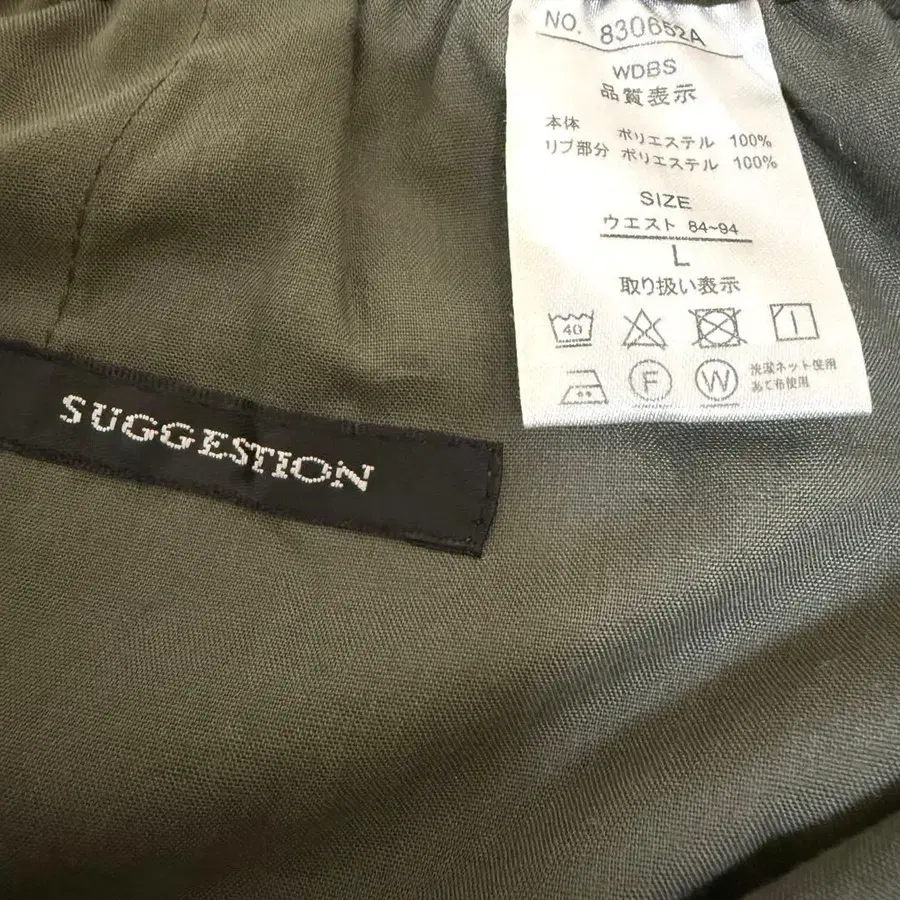 NO. 830652A
WDBS
品質表示
本体 ポリエステル 100%
リブ部分 ポリエステル 100%
SIZE
ウエスト 84~94
L
取り扱い表示
40
F W 洗濯ネット使用
あて布使用
SUGGESTION